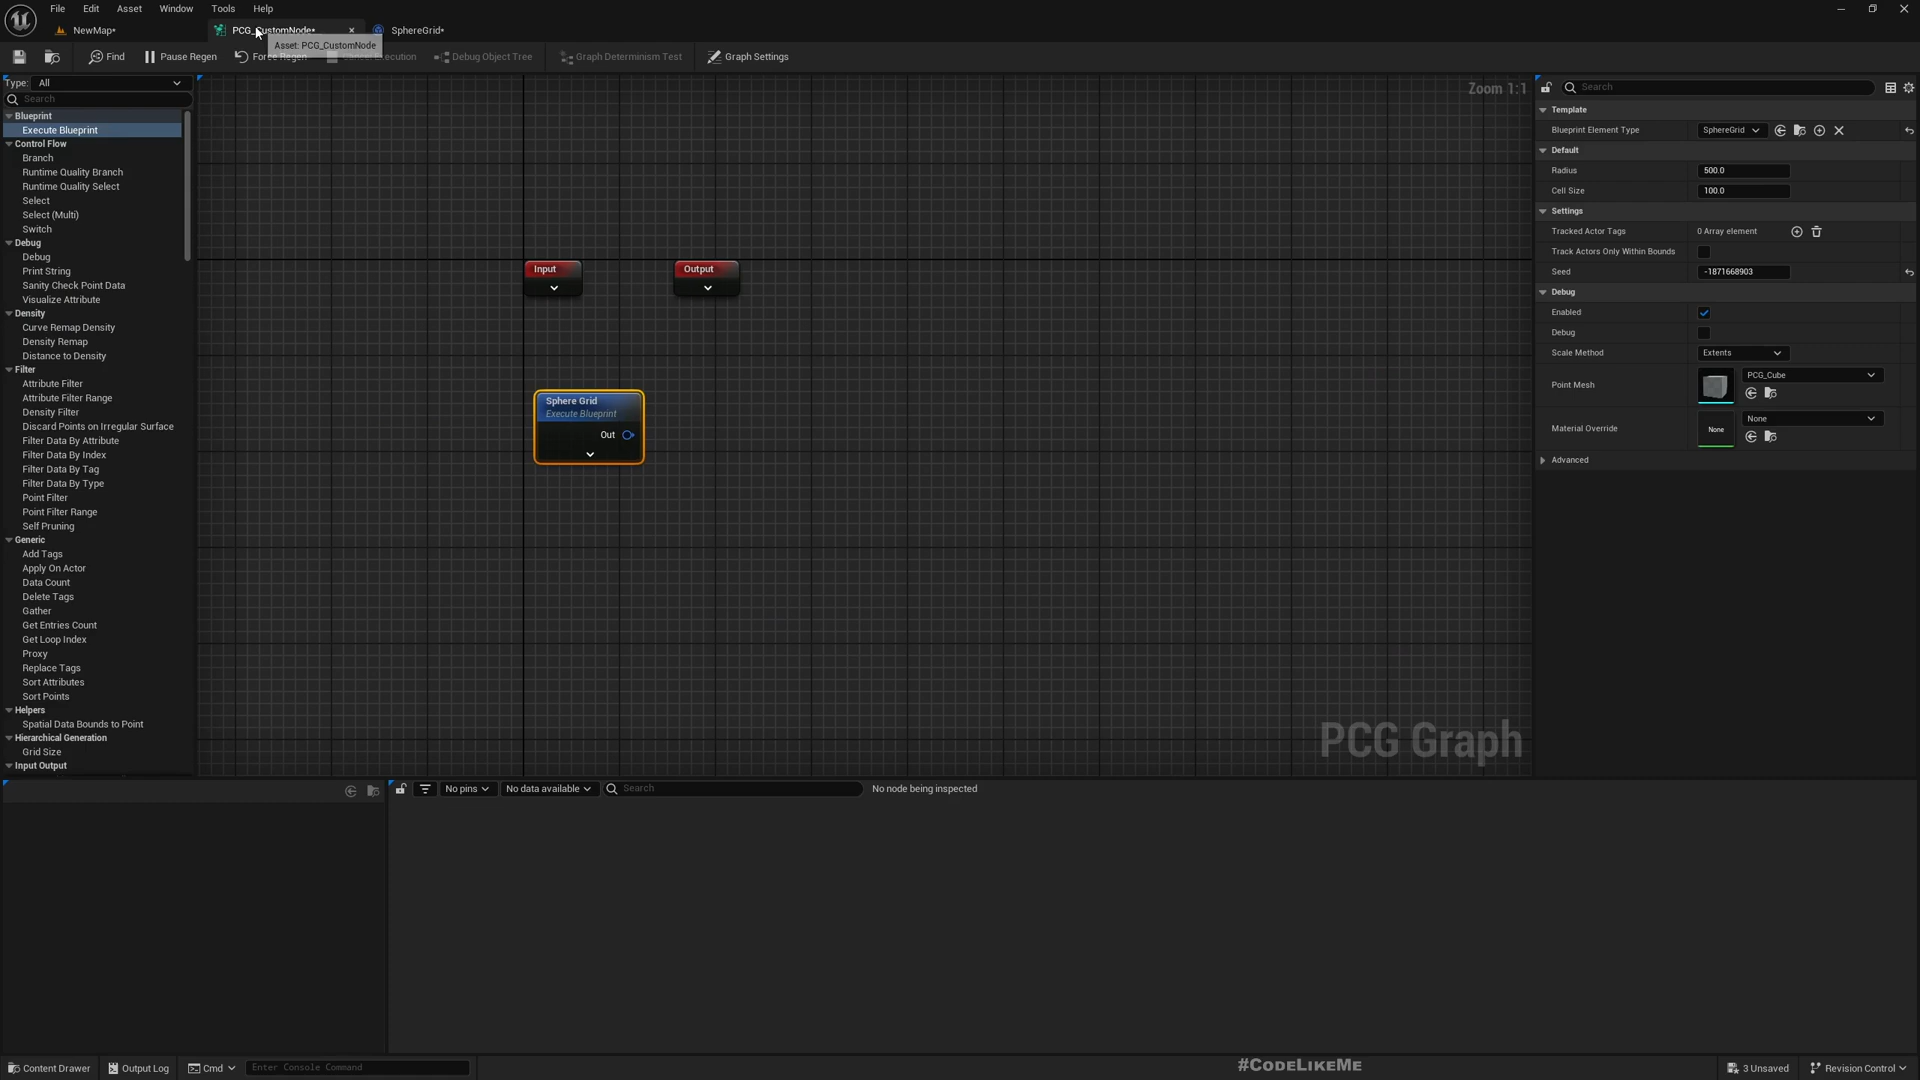 File Edit Asset Window Tools Help
NewMap•
PCG_CustomNode•
SphereGrid•
Asset: PCG_CustomNode
Find
Pause Regen
Force Regen
Debug Object Tree
Graph Determinism Test
Graph Settings
Type: All
Search
Blueprint
Execute Blueprint
Control Flow
Branch
Runtime Quality Branch
Runtime Quality Select
Select
Select (Multi)
Switch
Debug
Debug
Print String
Sanity Check Point Data
Visualize Attribute
Density
Curve Remap Density
Density Remap
Distance to Density
Filter
Attribute Filter
Attribute Filter Range
Density Filter
Discard Points on Irregular Surface
Filter Data By Attribute
Filter Data By Index
Filter Data By Tag
Filter Data By Type
Point Filter
Point Filter Range
Self Pruning
Generic
Add Tags
Apply On Actor
Data Count
Delete Tags
Gather
Get Entries Count
Get Loop Index
Proxy
Replace Tags
Sort Attributes
Sort Points
Helpers
Spatial Data Bounds to Point
Hierarchical Generation
Grid Size
Input Output
Zoom 1:1
Input
Output
Sphere Grid
Execute Blueprint
Out
PCG Graph
Search
Template
Blueprint Element Type SphereGrid
Default
Radius 500.0
Cell Size 100.0
Settings
Tracked Actor Tags 0 Array element
Track Actors Only Within Bounds
Seed -1871668903
Debug
Enabled
Debug
Scale Method Extents
Point Mesh PCG_Cube
Material Override None None
Advanced
No pins
No data available
Search
No node being inspected
Content Drawer
Output Log
Cmd
Enter Console Command
#CodeLikeMe
3 Unsaved
Revision Control